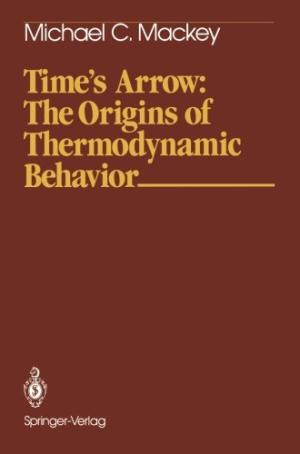 Michael C. Mackey
Time's Arrow:
The Origins of
Thermodynamic
Behavior
Springer-Verlag